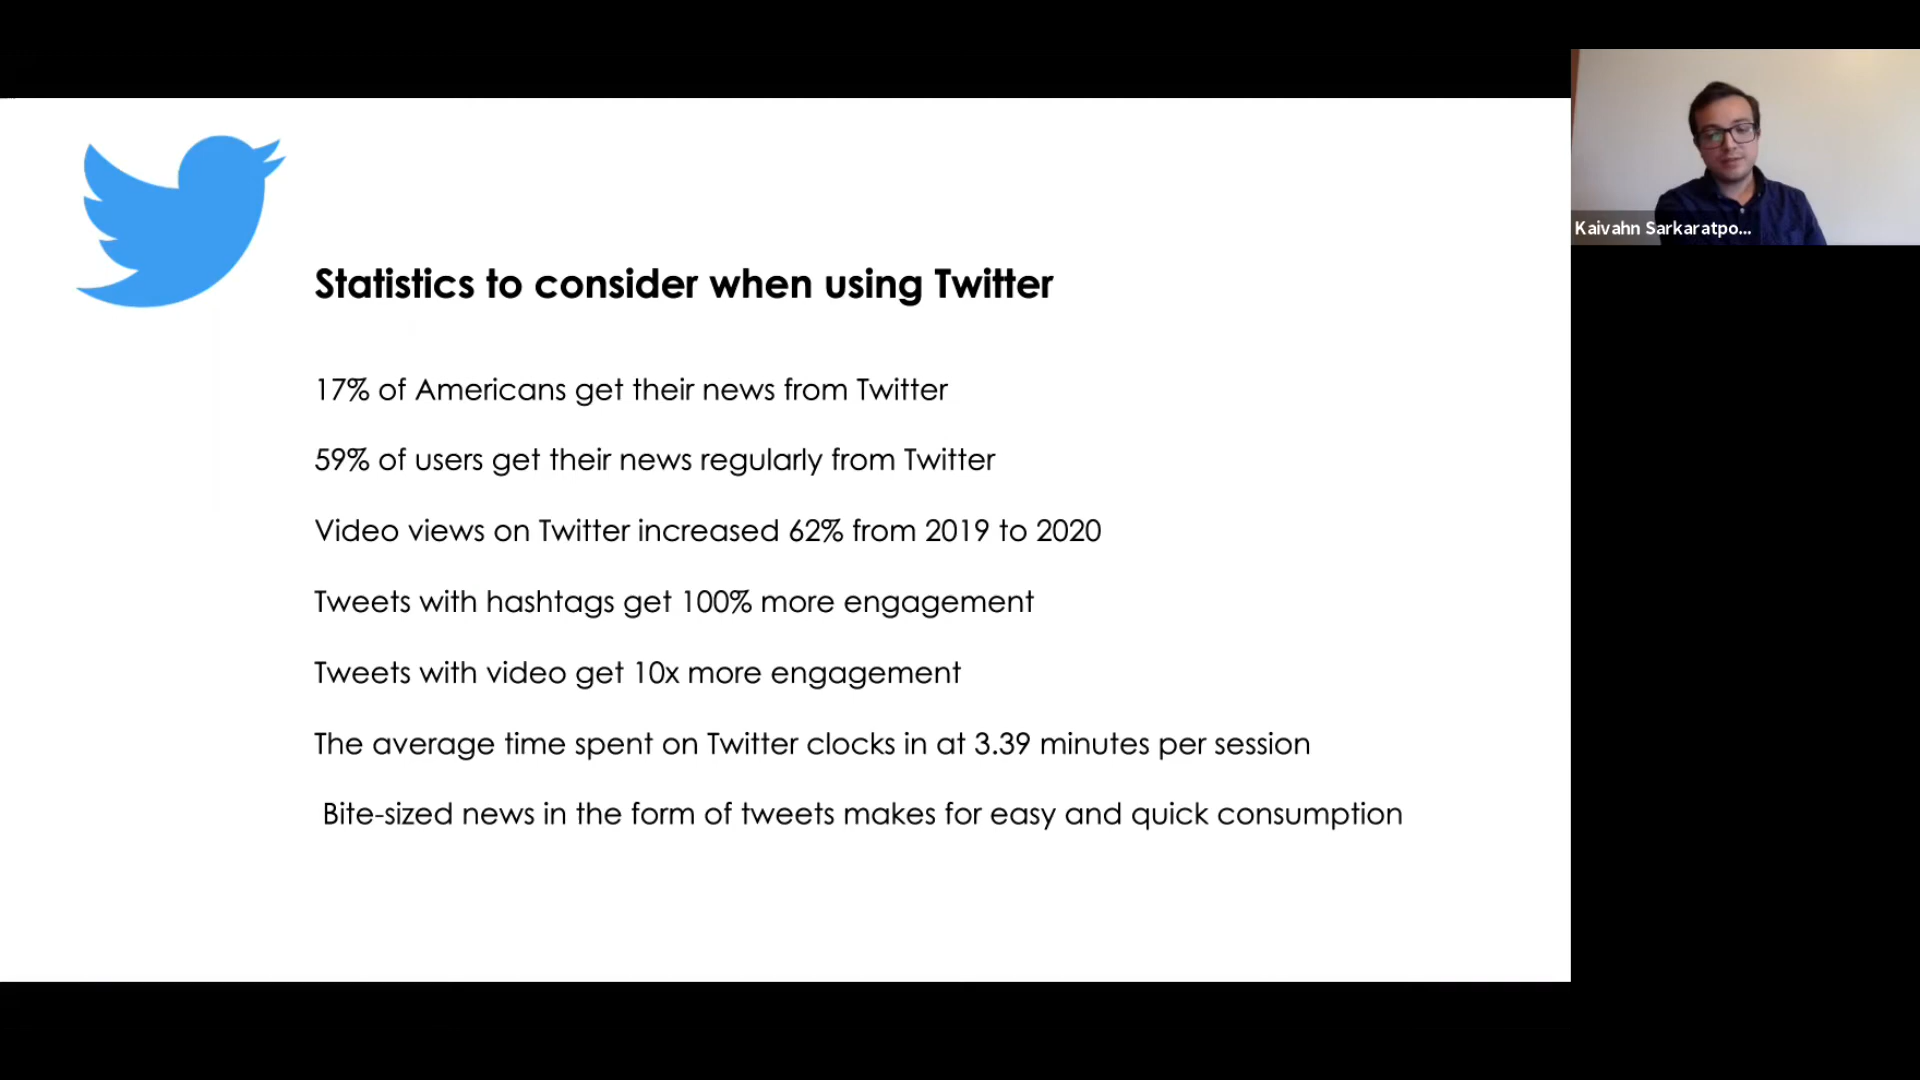 Statistics to consider when using Twitter
17% of Americans get their news from Twitter
59% of users get their news regularly from Twitter
Video views on Twitter increased 62% from 2019 to 2020
Tweets with hashtags get 100% more engagement
Tweets with video get 10x more engagement
The average time spent on Twitter clocks in at 3.39 minutes per session
Bite-sized news in the form of tweets makes for easy and quick consumption
Kaivahn Sarkaratpo...